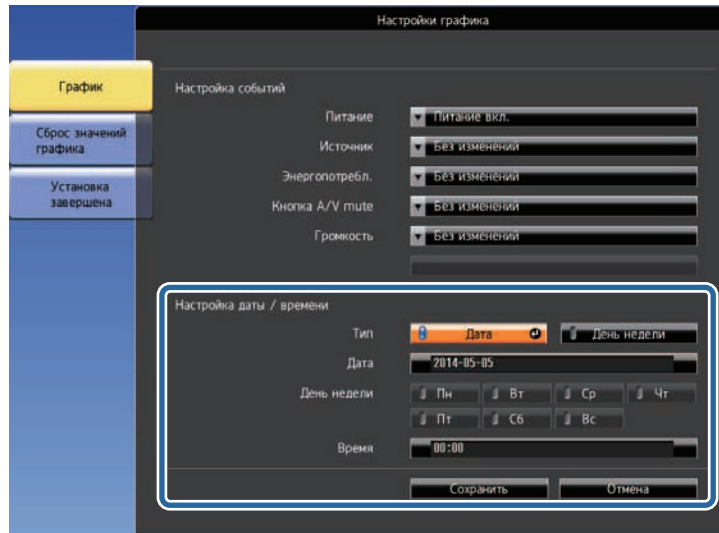 Настройки графика
График
Сброс значений
графика
Установка
завершена
Настройка событий
Питание Питание вкл.
Источник Без изменений
Энергопотребл. Без изменений
Кнопка A/V mute Без изменений
Громкость Без изменений
Настройка даты / времени
Тип Дата День недели
Дата 2014-05-05
День недели Пн Вт Ср Чт
Пт Сб Вс
Время 00:00
Сохранить Отмена